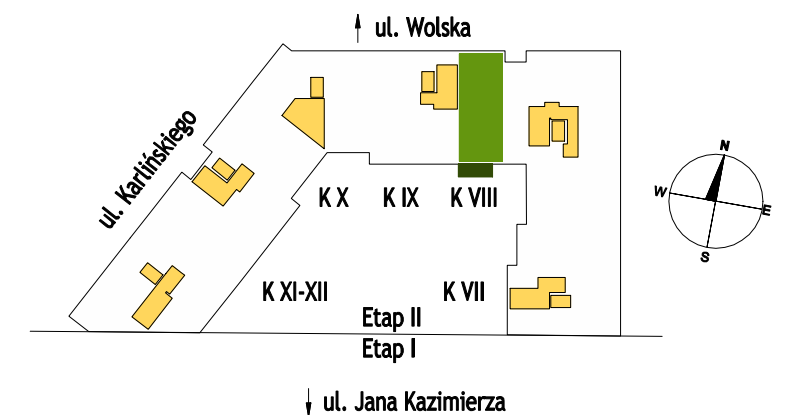 ul. Wolska
ul. Karlińskiego
N
W
E
S
K X
K IX
K VIII
K XI-XII
K VII
Etap II
Etap I
ul. Jana Kazimierza